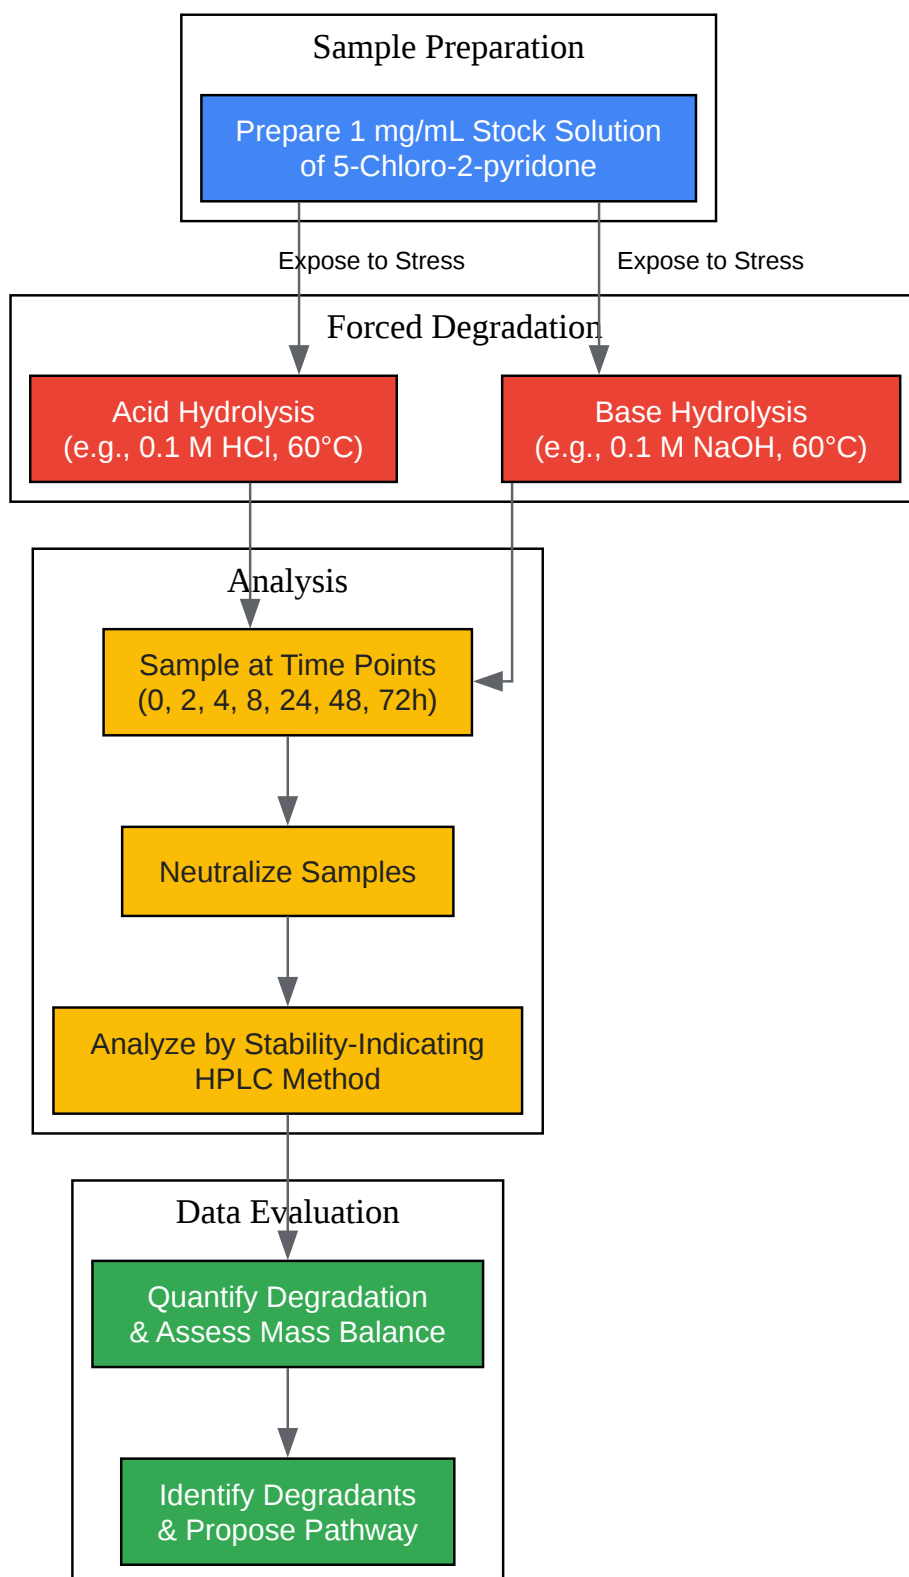 Sample Preparation
Prepare 1 mg/mL Stock Solution
of 5-Chloro-2-pyridone
Expose to Stress
Expose to Stress
Forced Degradation
Acid Hydrolysis
(e.g., 0.1 M HCl, 60°C)
Base Hydrolysis
(e.g., 0.1 M NaOH, 60°C)
Analysis
Sample at Time Points
(0, 2, 4, 8, 24, 48, 72h)
Neutralize Samples
Analyze by Stability-Indicating
HPLC Method
Data Evaluation
Quantify Degradation
& Assess Mass Balance
Identify Degradants
& Propose Pathway